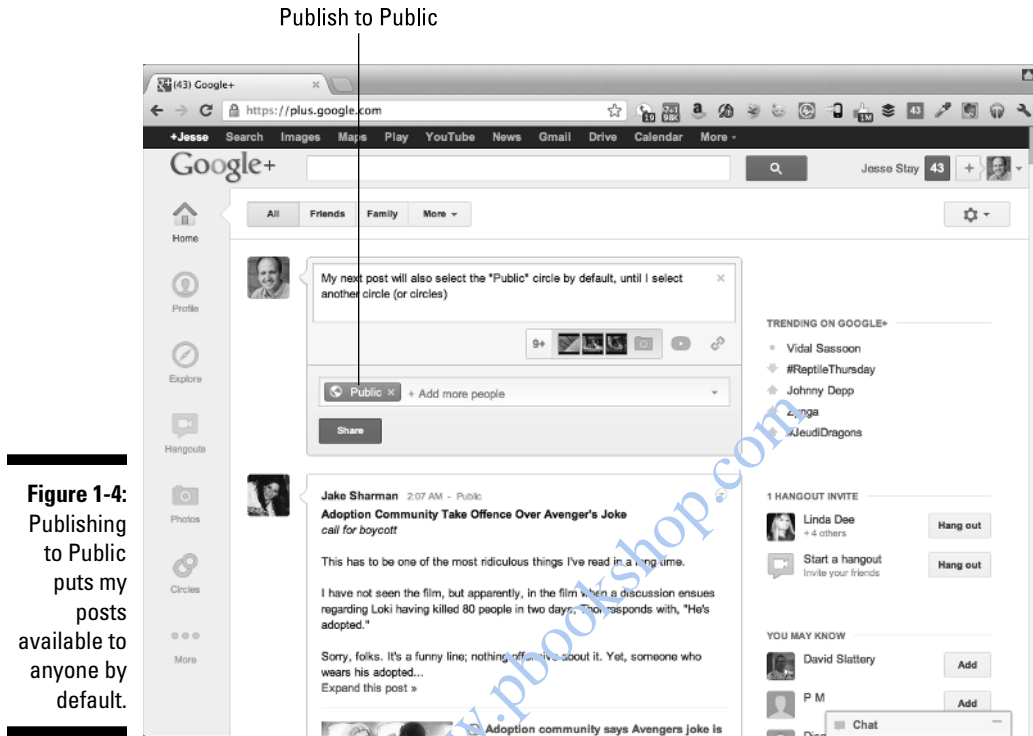 Publish to Public
(43) Google+
https://plus.google.com
+Jesse Search Images Maps Play YouTube News Gmail Drive Calendar More
Google+
Jesse Stay 43 +
All Friends Family More
Home
Profile
Explore
Hangouts
Photos
Circles
More
My next post will also select the "Public" circle by default, until I select
another circle (or circles)
9+
Public × + Add more people
Share
Jake Sharman 2:07 AM - Public
Adoption Community Take Offence Over Avenger's Joke
call for boycott
This has to be one of the most ridiculous things I've read in a long time.
I have not seen the film, but apparently, in the film when a discussion ensues
regarding Loki having killed 80 people in two days, Thor responds with, "He's
adopted."
Sorry, folks. It's a funny line; nothing offensive about it. Yet, someone who
wears his adopted...
Expand this post »
Adoption community says Avengers joke is
TRENDING ON GOOGLE+
Vidal Sassoon
#ReptileThursday
Johnny Depp
Zynga
#JeudiDragons
1 HANGOUT INVITE
Linda Dee
+ 4 others
Hang out
Start a hangout
Invite your friends
Hang out
YOU MAY KNOW
David Slattery
Add
P M
Add
Chat
Figure 1-4:
Publishing
to Public
puts my
posts
available to
anyone by
default.
www.pbookshop.com